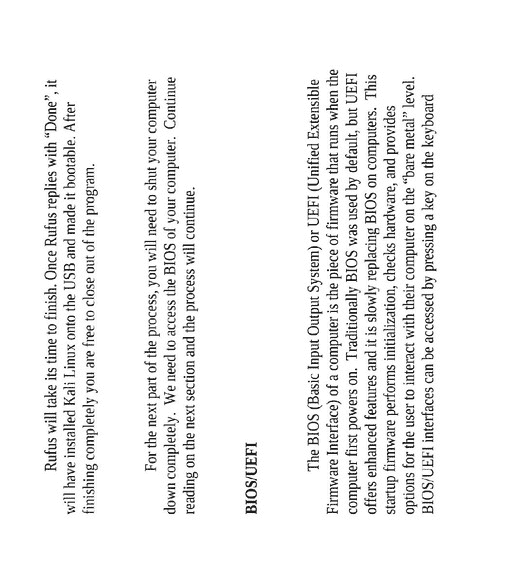 Rufus will take its time to finish. Once Rufus replies with “Done”, it
will have installed Kali Linux onto the USB and made it bootable. After
finishing completely you are free to close out of the program.
For the next part of the process, you will need to shut your computer
down completely. We need to access the BIOS of your computer. Continue
reading on the next section and the process will continue.
BIOS/UEFI
The BIOS (Basic Input Output System) or UEFI (Unified Extensible
Firmware Interface) of a computer is the piece of firmware that runs when the
computer first powers on. Traditionally BIOS was used by default, but UEFI
offers enhanced features and it is slowly replacing BIOS on computers. This
startup firmware performs initialization, checks hardware, and provides
options for the user to interact with their computer on the “bare metal” level.
BIOS/UEFI interfaces can be accessed by pressing a key on the keyboard